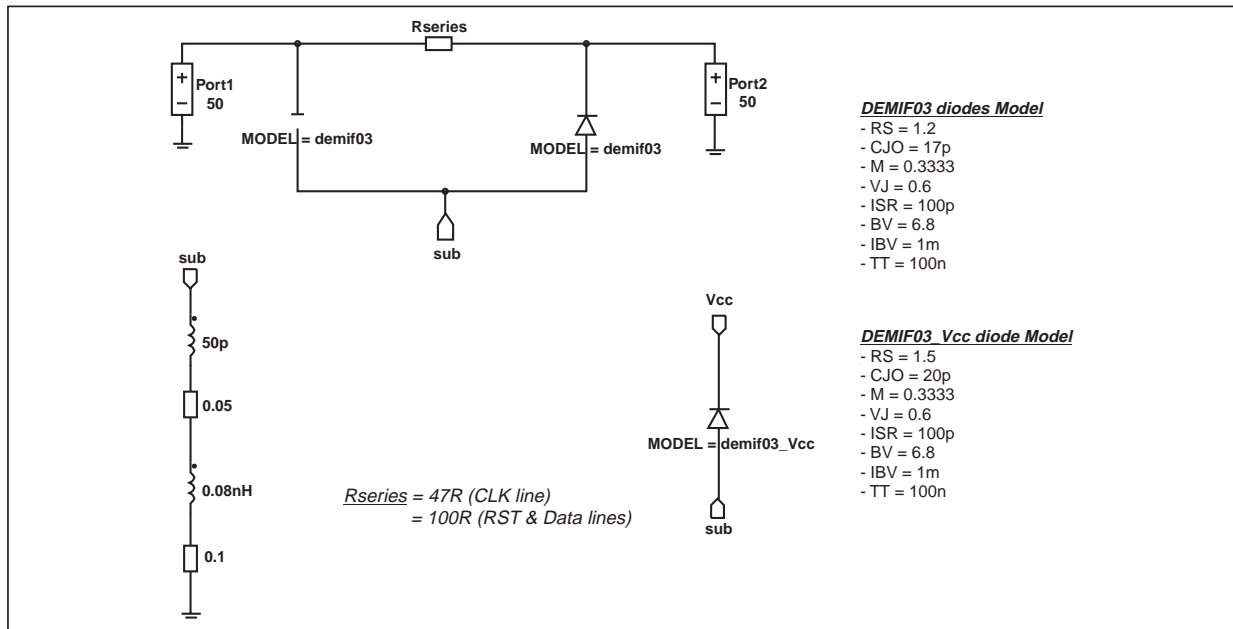 Rseries
+
−
Port1
50
MODEL = demif03
MODEL = demif03
+
−
Port2
50
sub
DEMIF03 diodes Model
- RS = 1.2
- CJO = 17p
- M = 0.3333
- VJ = 0.6
- ISR = 100p
- BV = 6.8
- IBV = 1m
- TT = 100n
sub
50p
0.05
0.08nH
0.1
Rseries = 47R (CLK line)
= 100R (RST & Data lines)
Vcc
MODEL = demif03_Vcc
sub
DEMIF03_Vcc diode Model
- RS = 1.5
- CJO = 20p
- M = 0.3333
- VJ = 0.6
- ISR = 100p
- BV = 6.8
- IBV = 1m
- TT = 100n